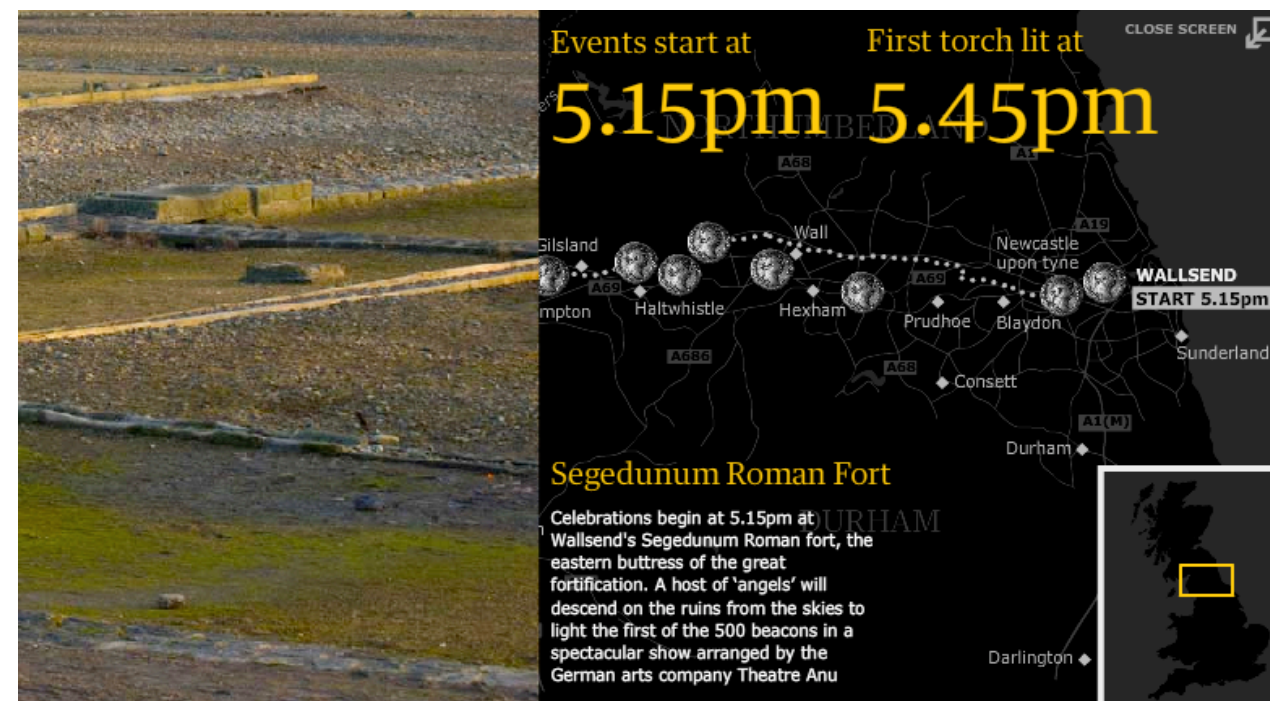 CLOSE SCREEN
Events start at
5.15pm
First torch lit at
5.45pm
NORTHUMBERLAND
A68
A1
A19
Gilsland
Wall
Newcastle
upon tyne
A69
A69
WALLSEND
START 5.15pm
mpton
Haltwhistle
Hexham
Prudhoe
Blaydon
Sunderland
A686
A68
Consett
A1(M)
Durham
Segedunum Roman Fort
DURHAM
Celebrations begin at 5.15pm at
Wallsend's Segedunum Roman fort, the
eastern buttress of the great
fortification. A host of ‘angels’ will
descend on the ruins from the skies to
light the first of the 500 beacons in a
spectacular show arranged by the
German arts company Theatre Anu
Darlington